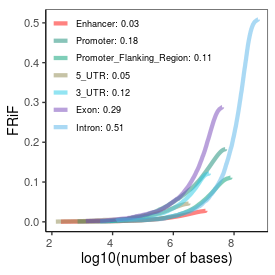 0.5
0.4
0.3
0.2
0.1
0.0
FRiF
Enhancer: 0.03
Promoter: 0.18
Promoter_Flanking_Region: 0.11
5_UTR: 0.05
3_UTR: 0.12
Exon: 0.29
Intron: 0.51
2 4 6 8
log10(number of bases)